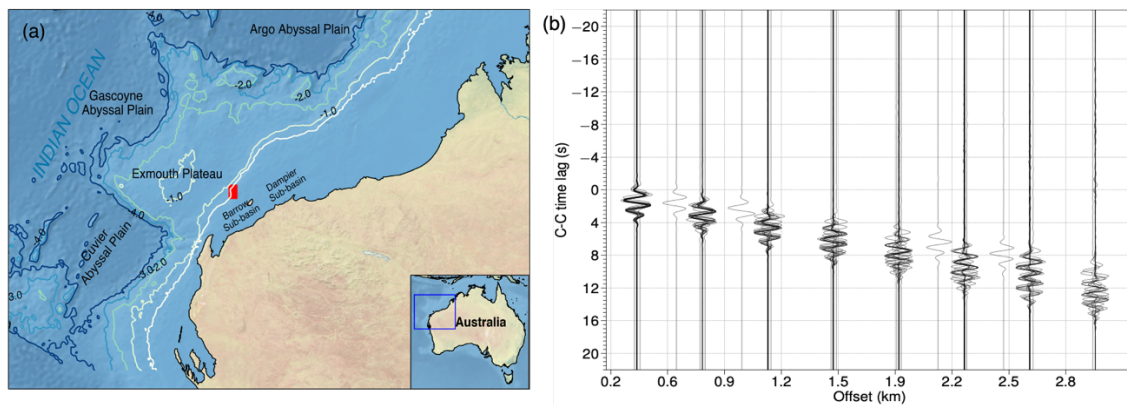 (a)
Argo Abyssal Plain
-2.0
-2.0
Gascoyne
Abyssal Plain
-1.0
INDIAN OCEAN
Exmouth Plateau
-1.0
Dampier
Sub-basin
Barrow
Sub-basin
-4.0
-4.0
Cuvier
Abyssal Plain
-3.0
-2.0
3.0
Australia
(b)
C-C time lag (s)
-20
-16
-12
-8
-4
0
4
8
12
16
20
0.2 0.6 0.9 1.2 1.5 1.9 2.2 2.5 2.8
Offset (km)